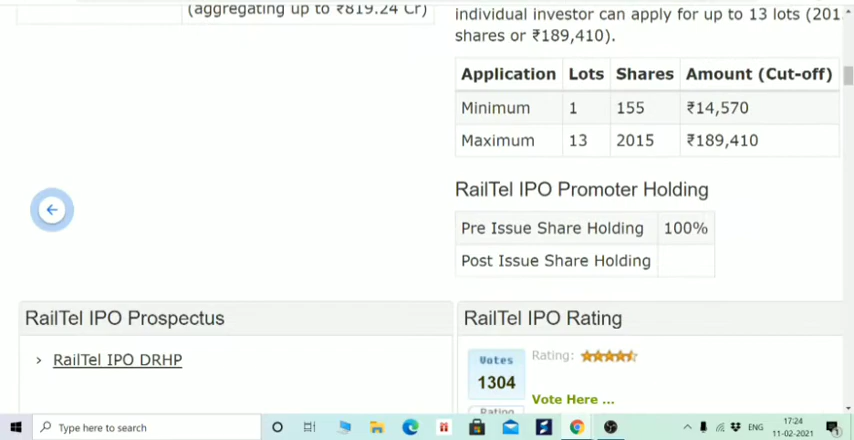 (aggregating up to ₹819.24 Cr)
individual investor can apply for up to 13 lots (201
shares or ₹189,410).
Application Lots Shares Amount (Cut-off)
Minimum 1 155 ₹14,570
Maximum 13 2015 ₹189,410
RailTel IPO Promoter Holding
Pre Issue Share Holding 100%
Post Issue Share Holding
RailTel IPO Prospectus
› RailTel IPO DRHP
RailTel IPO Rating
Votes
1304
Rating:
Vote Here ...
Rating
Type here to search
ENG
17:24
11-02-2021